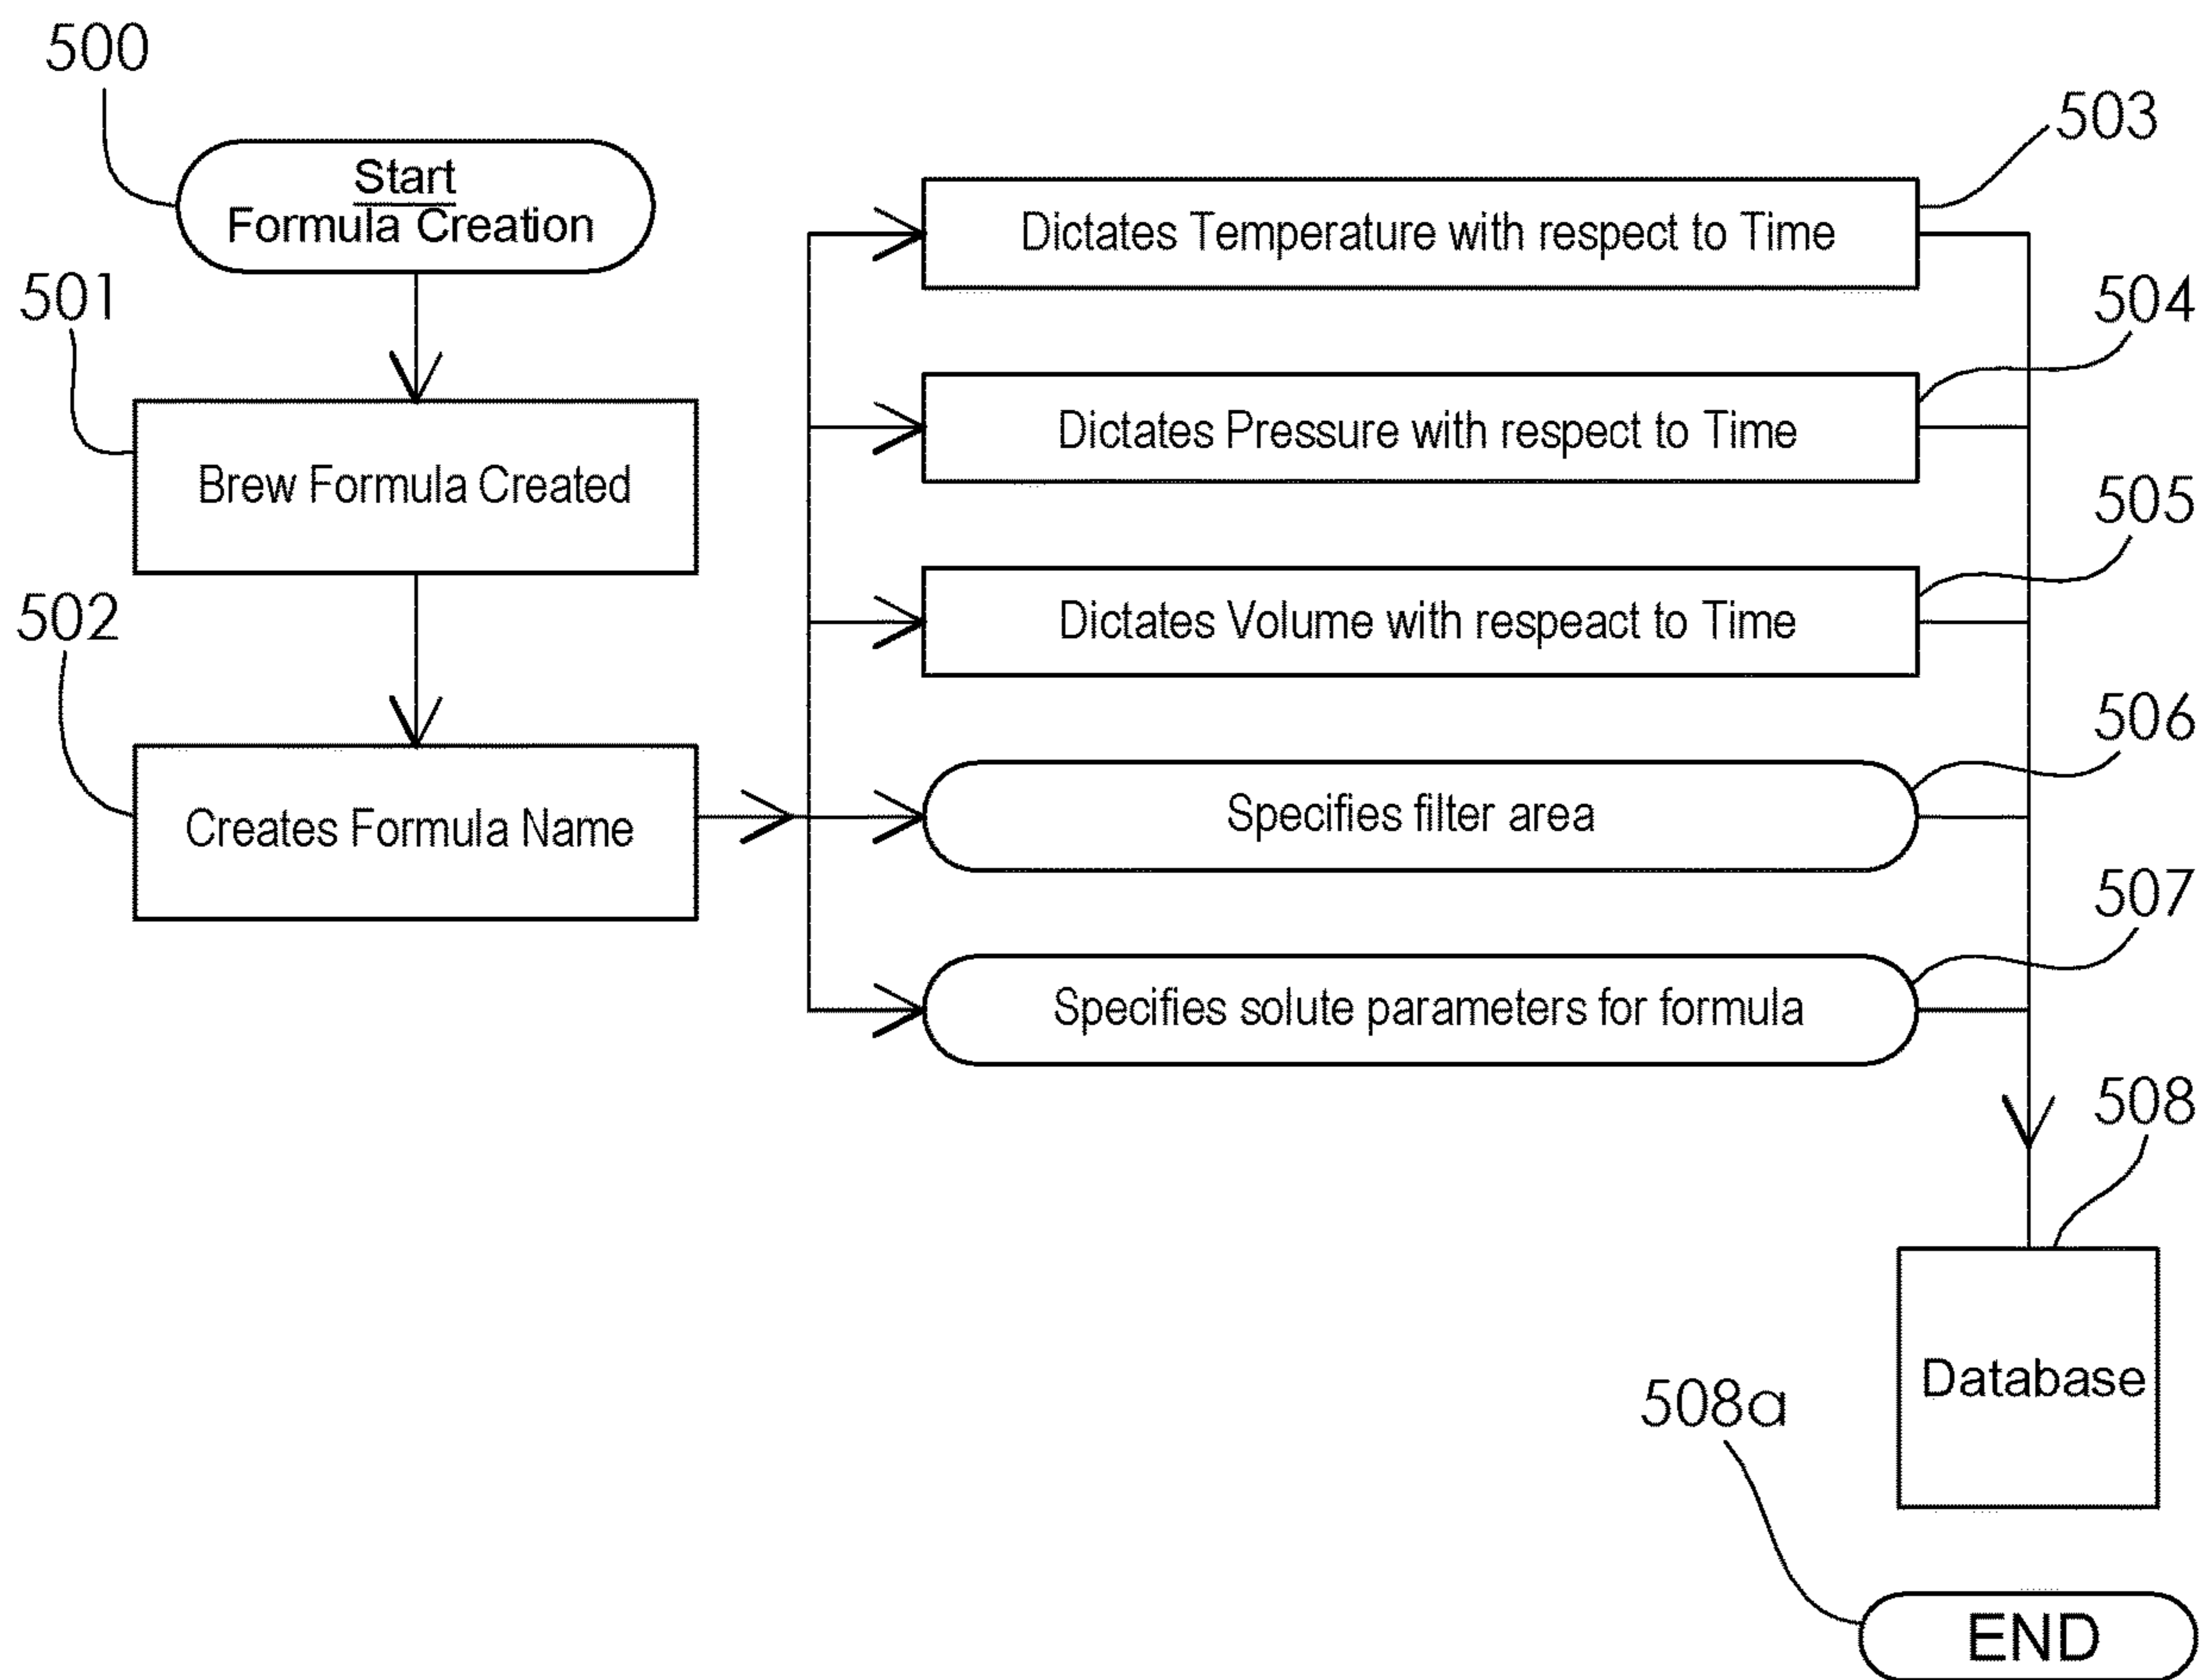 500
Start
Formula Creation
501
Brew Formula Created
502
Creates Formula Name
503
Dictates Temperature with respect to Time
504
Dictates Pressure with respect to Time
505
Dictates Volume with respeact to Time
506
Specifies filter area
507
Specifies solute parameters for formula
508
Database
508a
END